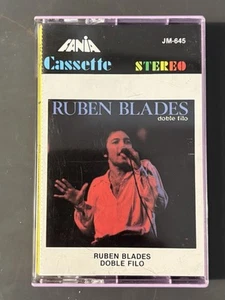 FANIA
JM-645
Cassette STEREO
RUBEN BLADES
doble filo
RUBEN BLADES
DOBLE FILO